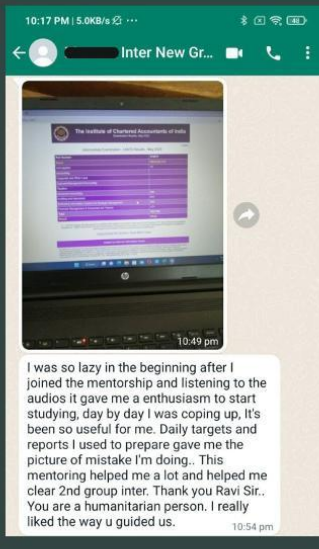 10:17 PM | 5.0KB/s
Inter New Gr...
The Institute of Chartered Accountants of India
10:49 pm
I was so lazy in the beginning after I
joined the mentorship and listening to the
audios it gave me a enthusiasm to start
studying, day by day I was coping up, It's
been so useful for me. Daily targets and
reports I used to prepare gave me the
picture of mistake I'm doing.. This
mentoring helped me a lot and helped me
clear 2nd group inter. Thank you Ravi Sir..
You are a humanitarian person. I really
liked the way u guided us.
10:54 pm